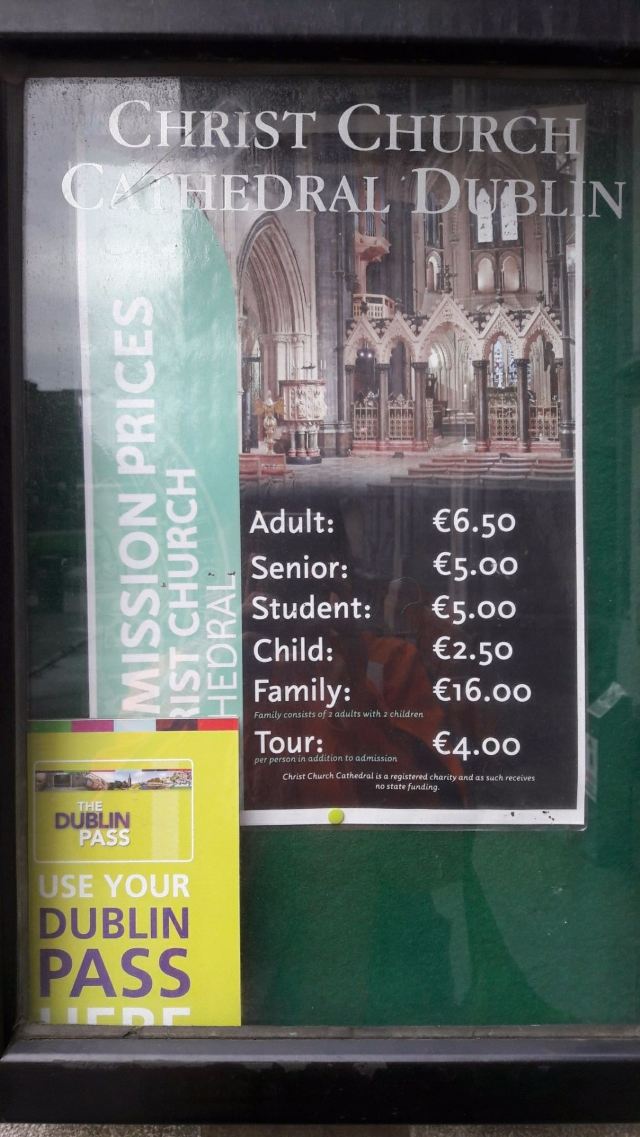 CHRIST CHURCH
CATHEDRAL DUBLIN
MISSION PRICES
RIST CHURCH
HEDRAL
Adult: €6.50
Senior: €5.00
Student: €5.00
Child: €2.50
Family: €16.00
Family consists of 2 adults with 2 children
Tour: €4.00
per person in addition to admission
Christ Church Cathedral is a registered charity and as such receives
no state funding.
THE
DUBLIN
PASS
USE YOUR
DUBLIN
PASS
HERE